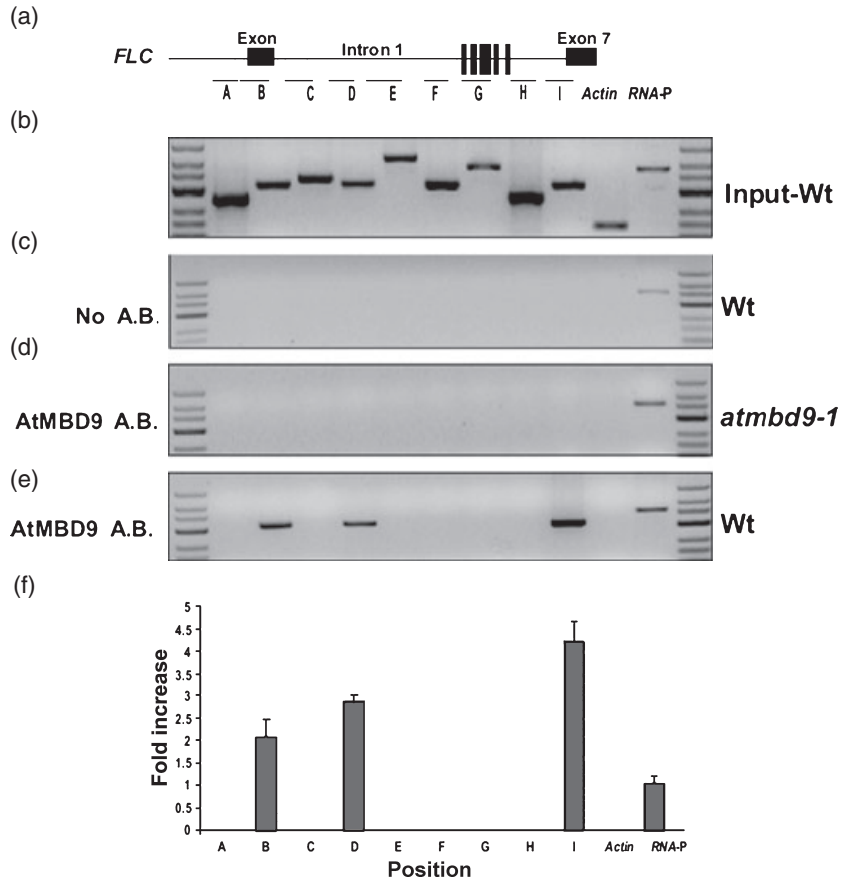 (a)
Exon
Intron 1
Exon 7
FLC
A B C D E F G H I Actin RNA-P
(b)
Input-Wt
(c)
No A.B.
Wt
(d)
AtMBD9 A.B.
atmbd9-1
(e)
AtMBD9 A.B.
Wt
(f)
Fold increase
5
4.5
4
3.5
3
2.5
2
1.5
1
0.5
0
A B C D E F G H I Actin RNA-P
Position